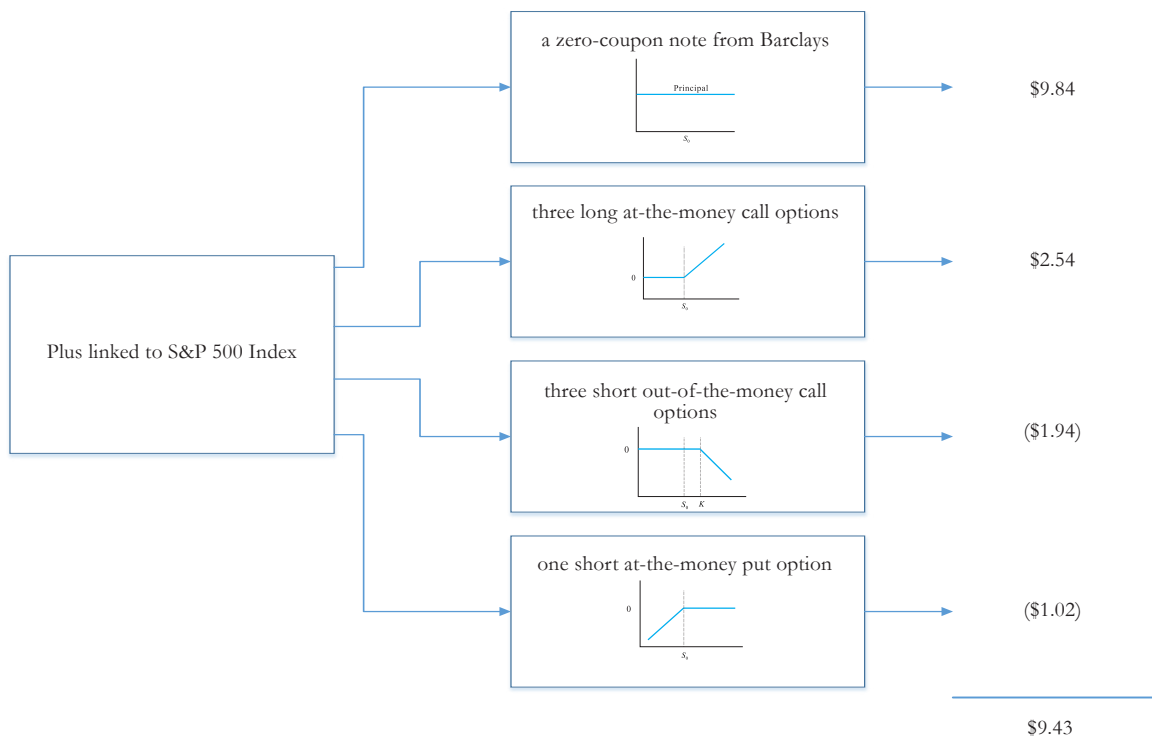 a zero-coupon note from Barclays
Principal
S₀
$9.84
three long at-the-money call options
0
S₀
$2.54
Plus linked to S&P 500 Index
three short out-of-the-money call
options
0
S₀ K
($1.94)
one short at-the-money put option
0
S₀
($1.02)
$9.43